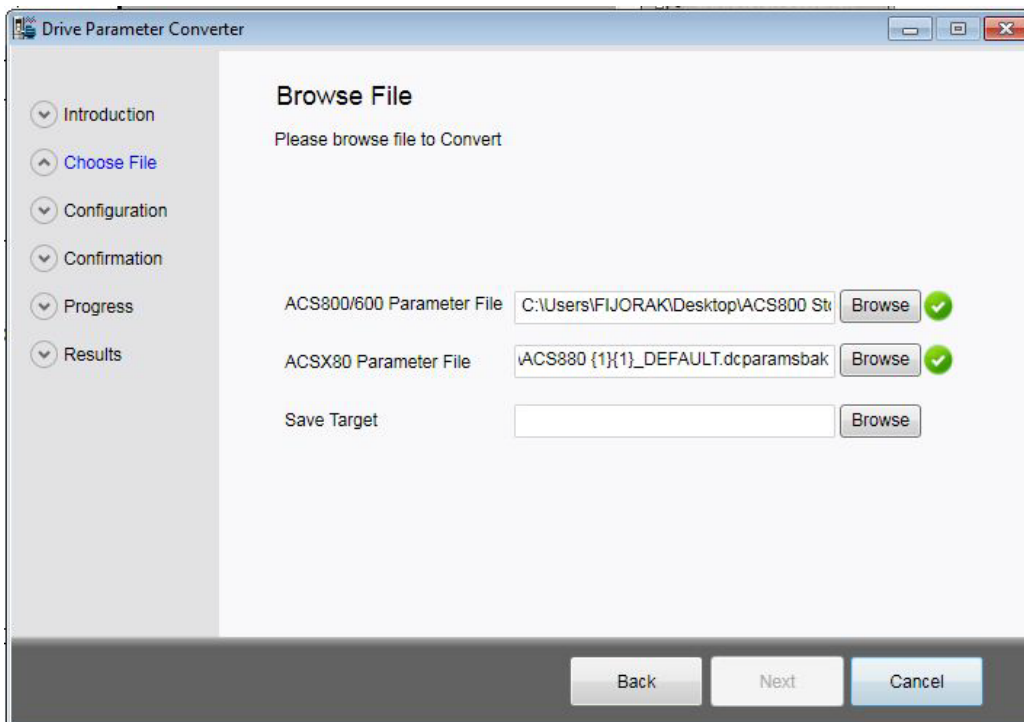 Drive Parameter Converter
Introduction
Choose File
Configuration
Confirmation
Progress
Results
Browse File
Please browse file to Convert
ACS800/600 Parameter File C:\Users\FIJORAK\Desktop\ACS800 Sto Browse
ACSX80 Parameter File \ACS880 {1}{1}_DEFAULT.dcparamsbak Browse
Save Target Browse
Back Next Cancel